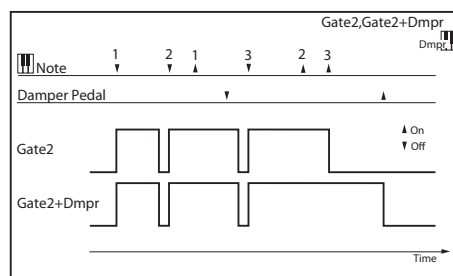 Gate2,Gate2+Dmpr
Dmpr
1 2 1 3 2 3
Note
Damper Pedal
Gate2
▲ On
▼ Off
Gate2+Dmpr
Time